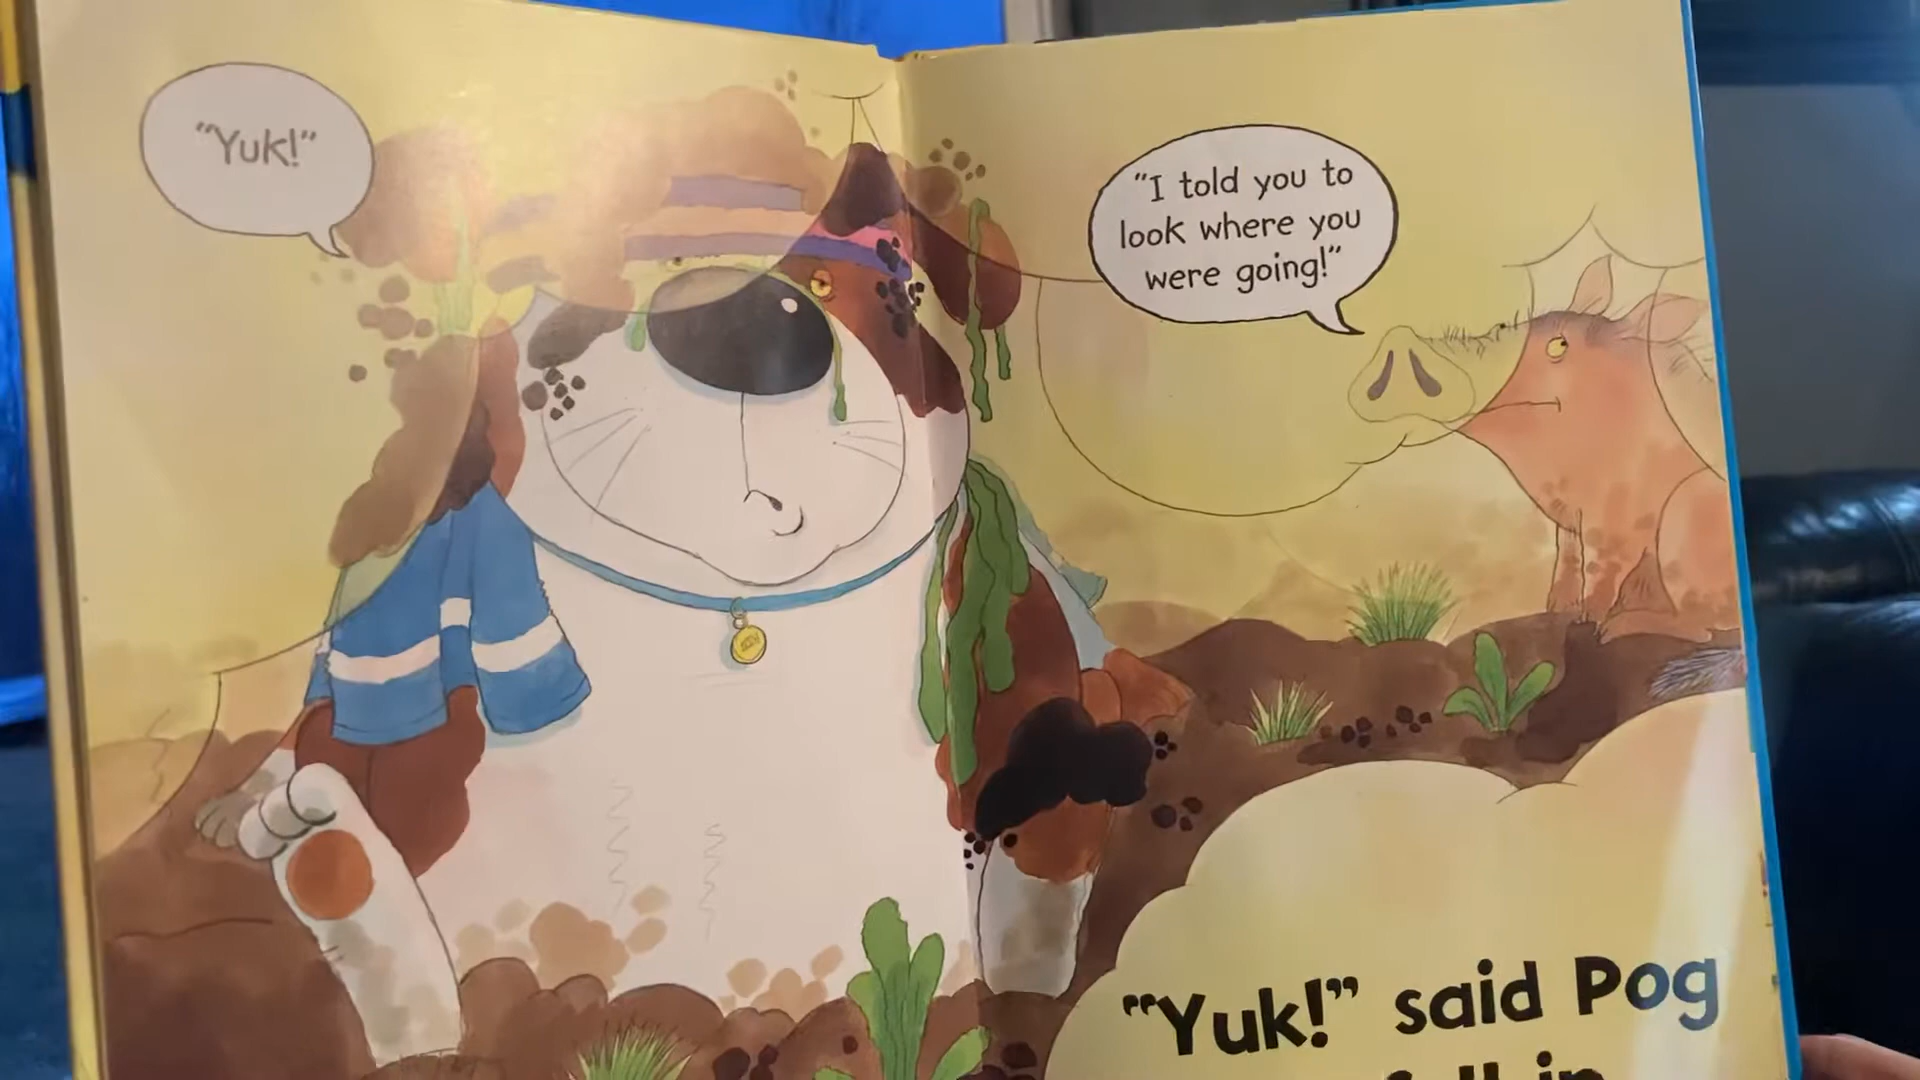 "Yuk!"
"I told you to
look where you
were going!"
"Yuk!" said Pog